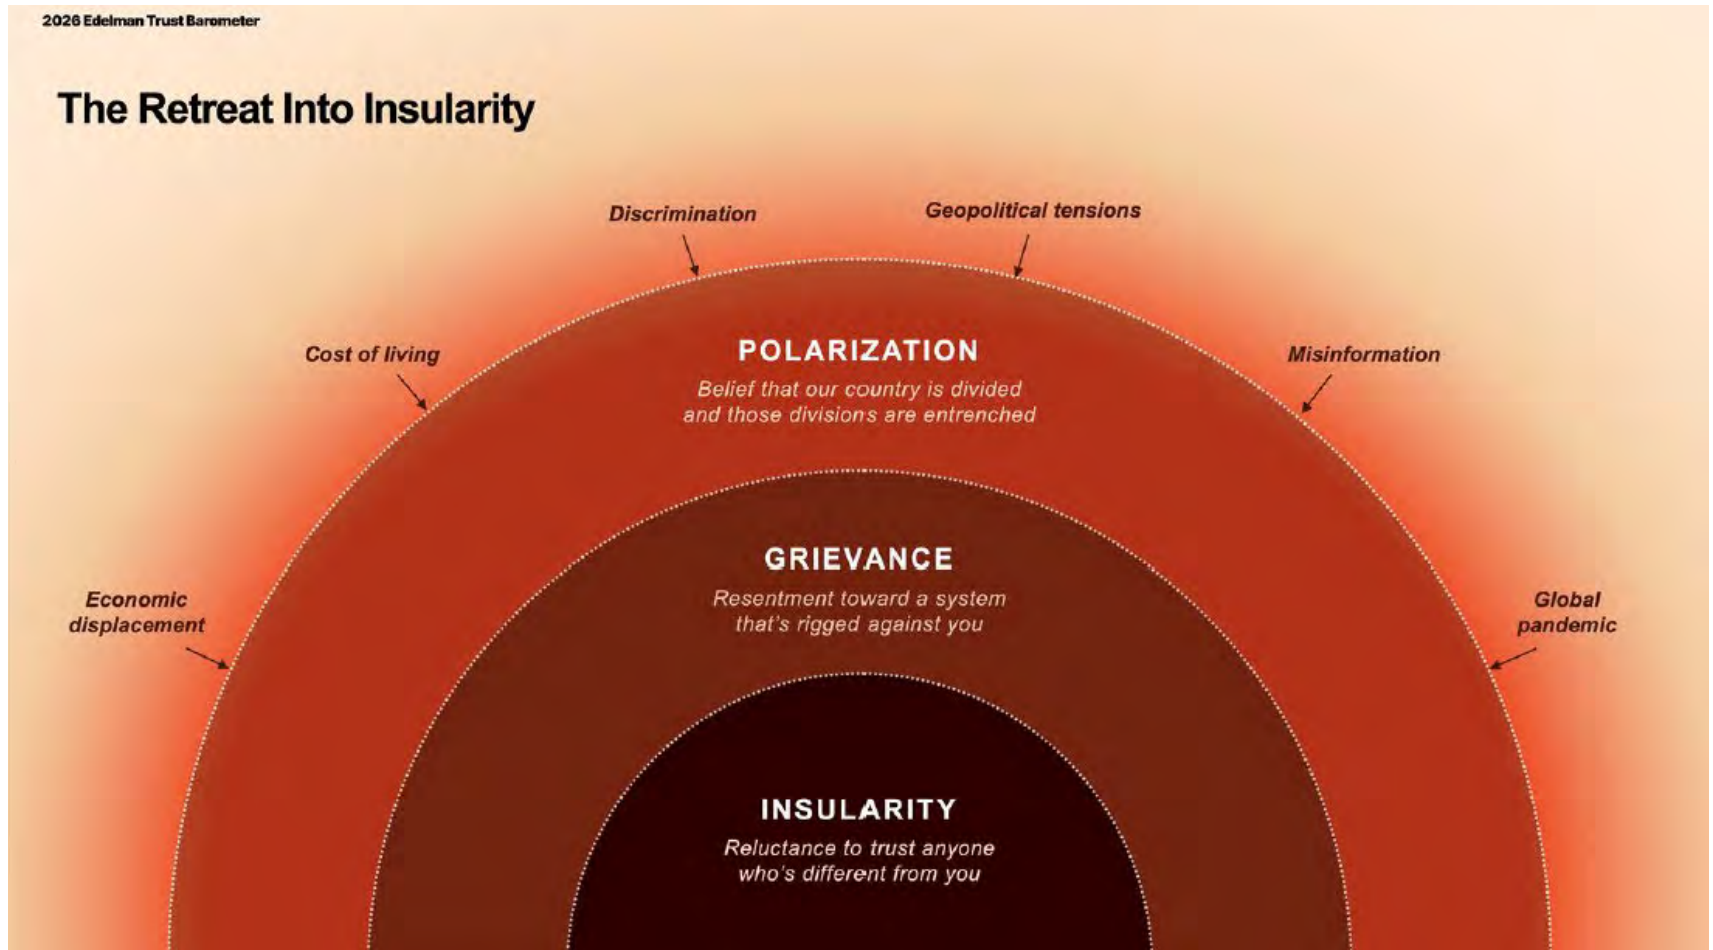 2026 Edelman Trust Barometer
The Retreat Into Insularity
Discrimination
Geopolitical tensions
Cost of living
Misinformation
Economic
displacement
Global
pandemic
POLARIZATION
Belief that our country is divided
and those divisions are entrenched
GRIEVANCE
Resentment toward a system
that's rigged against you
INSULARITY
Reluctance to trust anyone
who's different from you